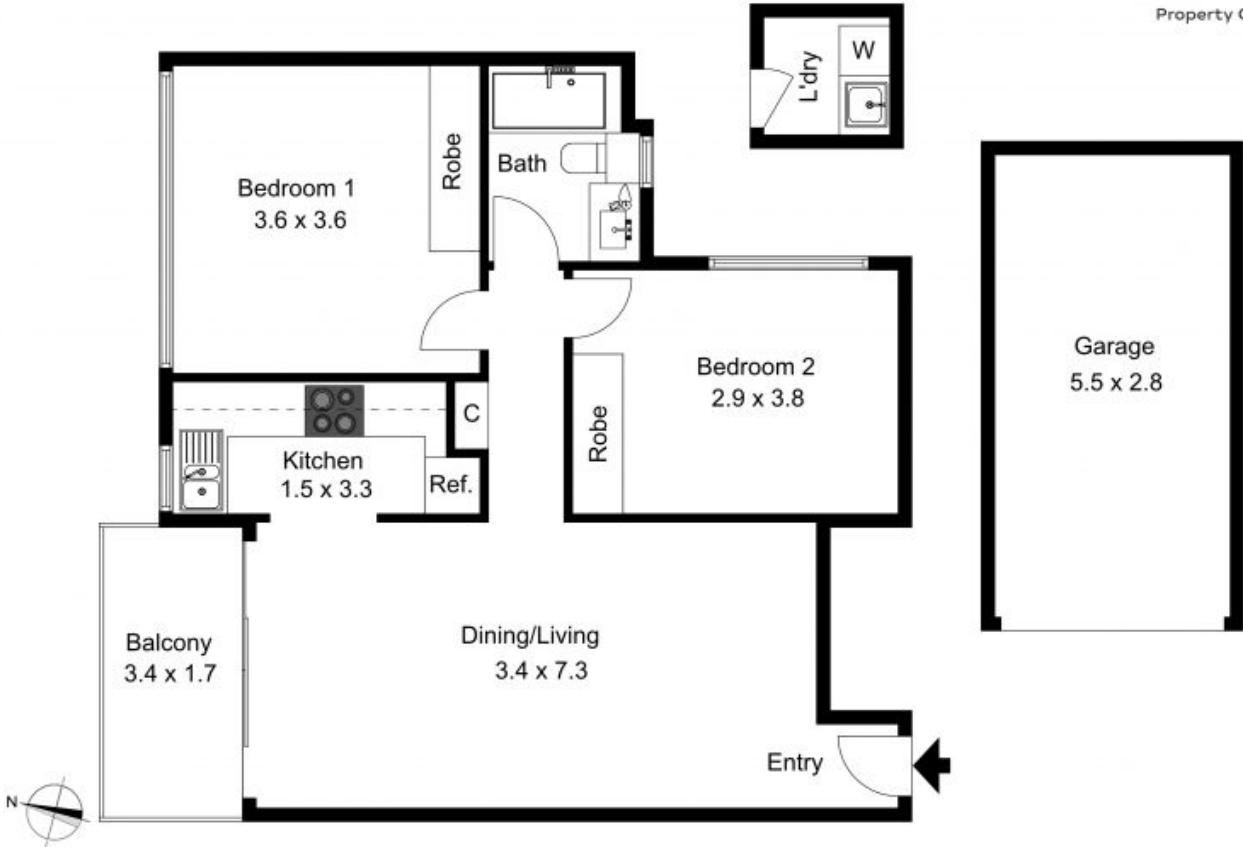 Property
L'dry
W
Bedroom 1
3.6 x 3.6
Robe
Bath
Garage
5.5 x 2.8
Bedroom 2
2.9 x 3.8
Robe
C
Kitchen
1.5 x 3.3
Ref.
Balcony
3.4 x 1.7
Dining/Living
3.4 x 7.3
Entry
N